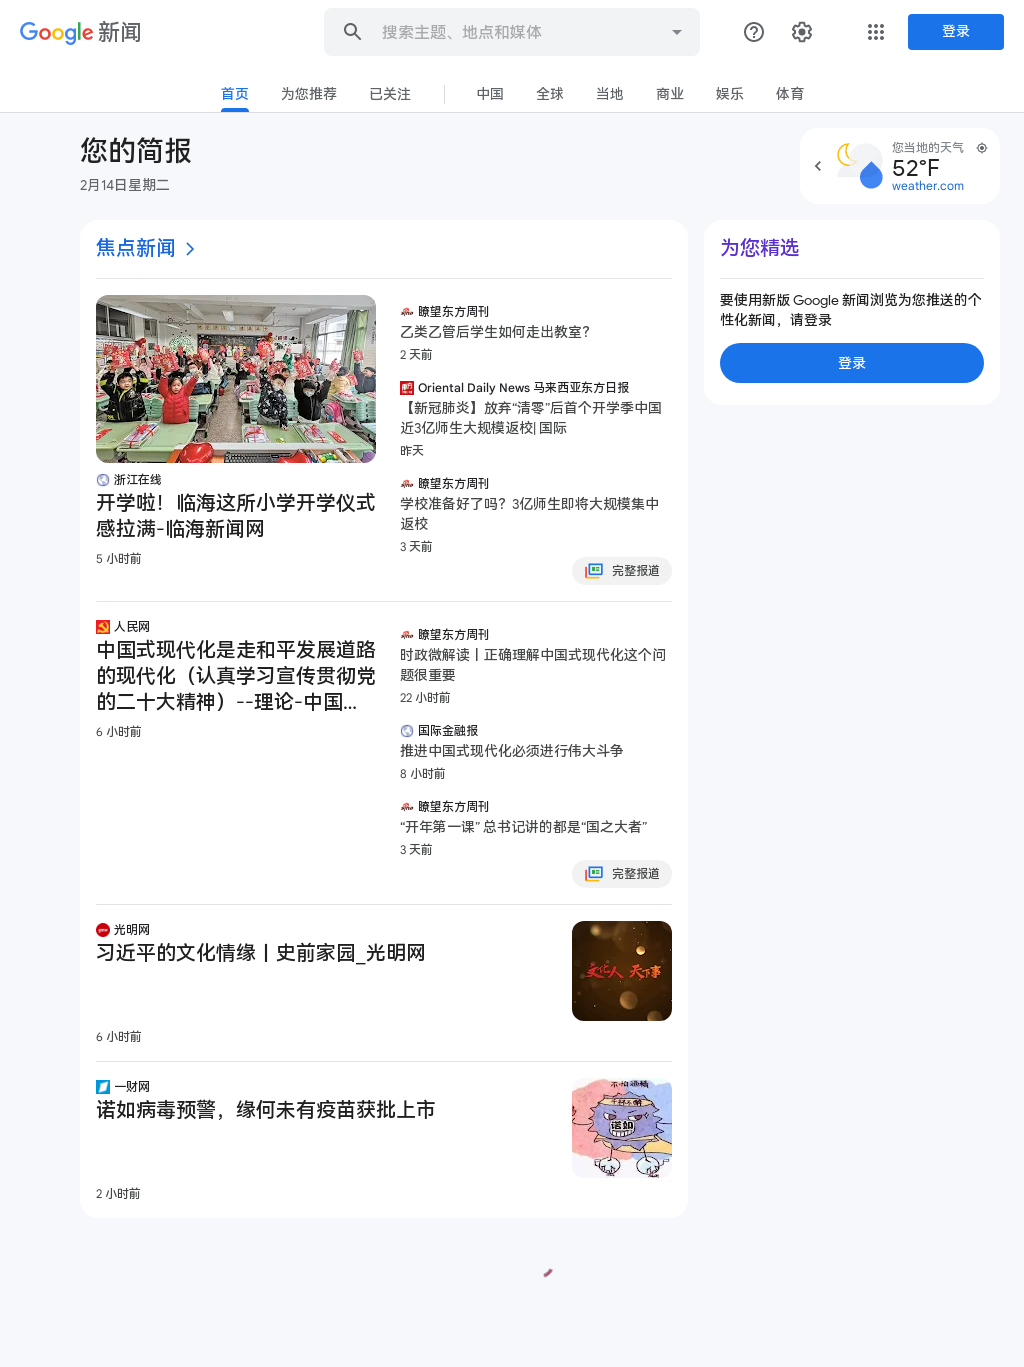 Google 新闻
搜索主题、地点和媒体
登录
首页
为您推荐
已关注
中国
全球
当地
商业
娱乐
体育
您的简报
2月14日星期二
您当地的天气
52°F
weather.com
焦点新闻
浙江在线
开学啦！临海这所小学开学仪式
感拉满-临海新闻网
5 小时前
瞭望东方周刊
乙类乙管后学生如何走出教室？
2 天前
Oriental Daily News 马来西亚东方日报
【新冠肺炎】放弃“清零”后首个开学季中国
近3亿师生大规模返校| 国际
昨天
瞭望东方周刊
学校准备好了吗？3亿师生即将大规模集中
返校
3 天前
完整报道
人民网
中国式现代化是走和平发展道路
的现代化（认真学习宣传贯彻党
的二十大精神）--理论-中国...
6 小时前
瞭望东方周刊
时政微解读丨正确理解中国式现代化这个问
题很重要
22 小时前
国际金融报
推进中国式现代化必须进行伟大斗争
8 小时前
瞭望东方周刊
“开年第一课” 总书记讲的都是“国之大者”
3 天前
完整报道
光明网
习近平的文化情缘丨史前家园_光明网
文化人 天下事
6 小时前
一财网
诺如病毒预警，缘何未有疫苗获批上市
诺如
2 小时前
为您精选
要使用新版 Google 新闻浏览为您推送的个
性化新闻，请登录
登录